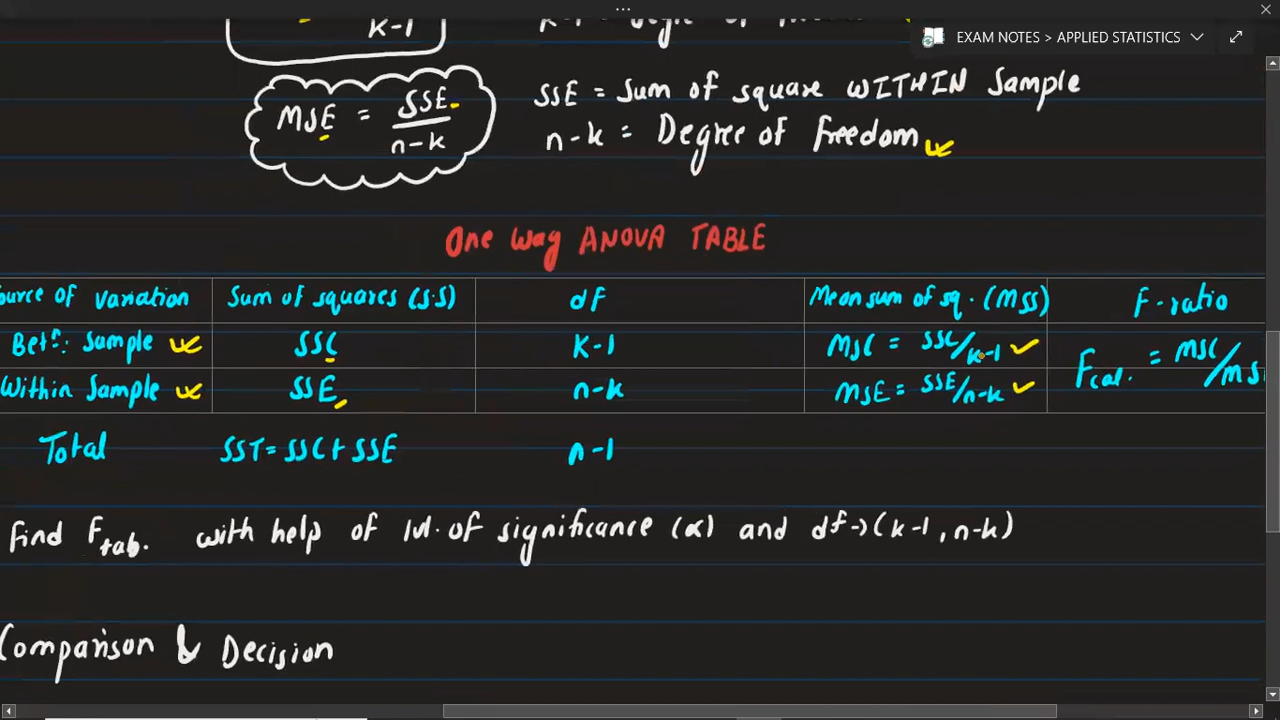 k-1
EXAM NOTES > APPLIED STATISTICS
MSE = SSE / n-k
SSE = Sum of square WITHIN Sample
n-k = Degree of Freedom
One Way ANOVA TABLE
ource of variation Sum of squares (S.S) dF Mean sum of sq. (MSS) F-ratio
Betⁿ: Sample SSC K-1 MSC = SSC/k-1 Fcal. = MSC/MS
Within Sample SSE n-k MSE = SSE/n-k
Total SST = SSC + SSE n-1
Find Ftab. with help of lvl. of significance (α) and df→(k-1, n-k)
Comparison & Decision